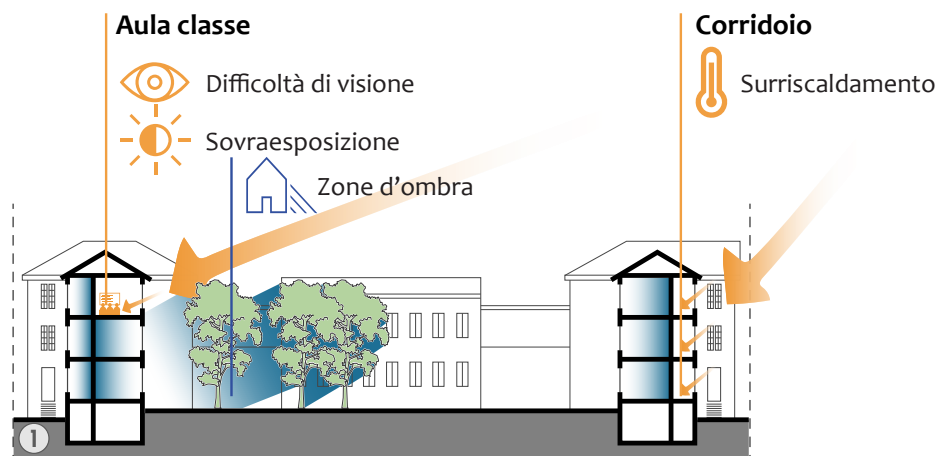 Aula classe
Difficoltà di visione
Sovraesposizione
Zone d'ombra
Corridoio
Surriscaldamento
1